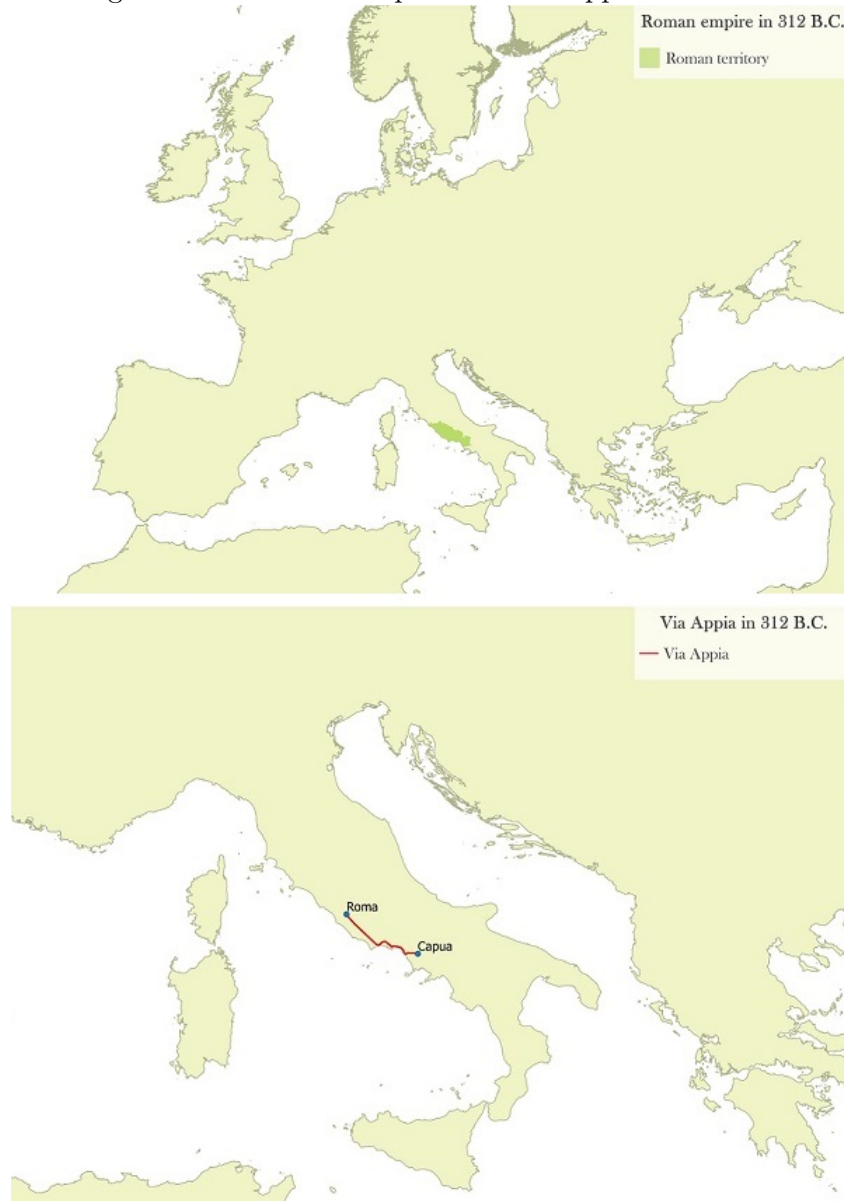 Roman empire in 312 B.C.
Roman territory
Via Appia in 312 B.C.
Via Appia
Roma
Capua